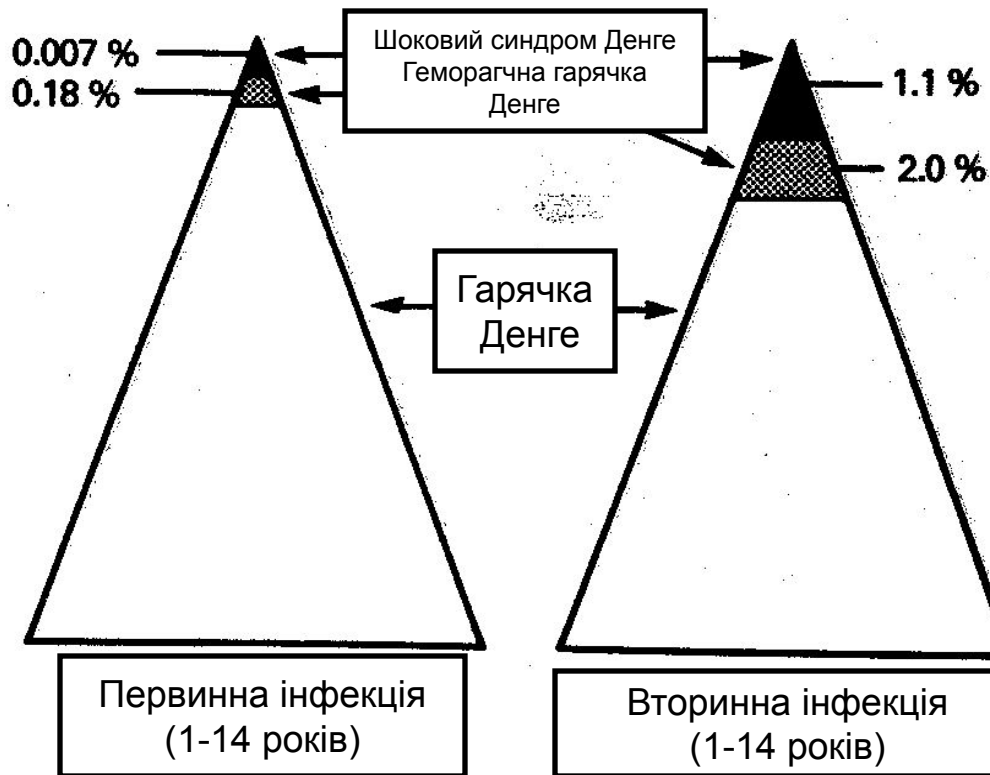 0.007 %
0.18 %
Шоковий синдром Денге
Геморагчна гарячка
Денге
1.1 %
2.0 %
Гарячка
Денге
Первинна інфекція
(1-14 років)
Вторинна інфекція
(1-14 років)